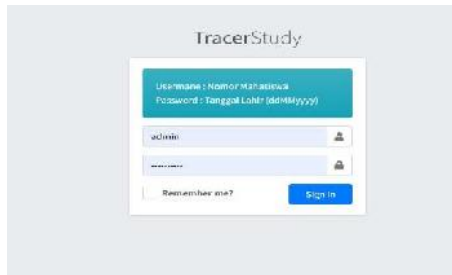 TracerStudy
Username : Nomor Mahasiswa
Password : Tanggal Lahir (ddMMyyyy)
admin
Remember me?
Sign In